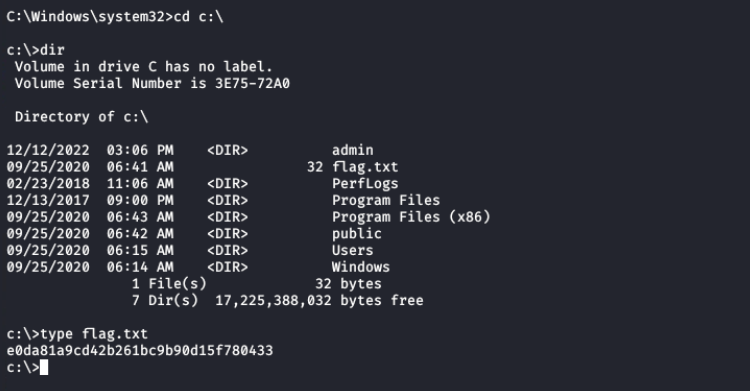 C:\Windows\system32>cd c:\
c:\>dir
 Volume in drive C has no label.
 Volume Serial Number is 3E75-72A0
 Directory of c:\
12/12/2022  03:06 PM    <DIR>          admin
09/25/2020  06:41 AM                32 flag.txt
02/23/2018  11:06 AM    <DIR>          PerfLogs
12/13/2017  09:00 PM    <DIR>          Program Files
09/25/2020  06:43 AM    <DIR>          Program Files (x86)
09/25/2020  06:42 AM    <DIR>          public
09/25/2020  06:15 AM    <DIR>          Users
09/25/2020  06:14 AM    <DIR>          Windows
               1 File(s)             32 bytes
               7 Dir(s)  17,225,388,032 bytes free
c:\>type flag.txt
e0da81a9cd42b261bc9b90d15f780433
c:\>